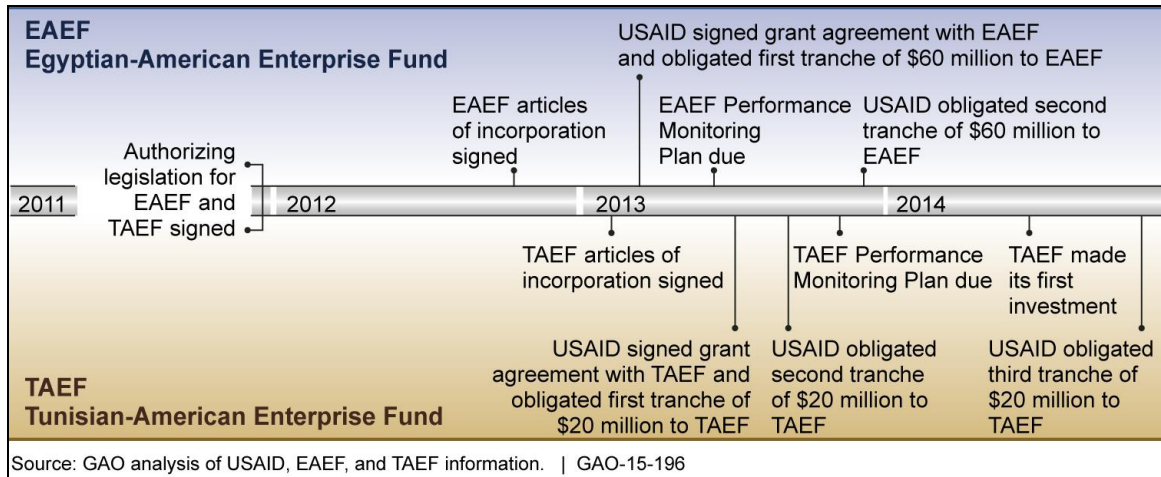 EAEF
Egyptian-American Enterprise Fund
USAID signed grant agreement with EAEF
and obligated first tranche of $60 million to EAEF
EAEF articles
of incorporation
signed
EAEF Performance
Monitoring
Plan due
USAID obligated second
tranche of $60 million to
EAEF
Authorizing
legislation for
EAEF and
TAEF signed
2011
2012
2013
2014
TAEF articles of
incorporation signed
TAEF Performance
Monitoring Plan due
TAEF made
its first
investment
USAID signed grant
agreement with TAEF and
obligated first tranche of
$20 million to TAEF
USAID obligated
second tranche
of $20 million to
TAEF
USAID obligated
third tranche of
$20 million to
TAEF
TAEF
Tunisian-American Enterprise Fund
Source: GAO analysis of USAID, EAEF, and TAEF information. | GAO-15-196